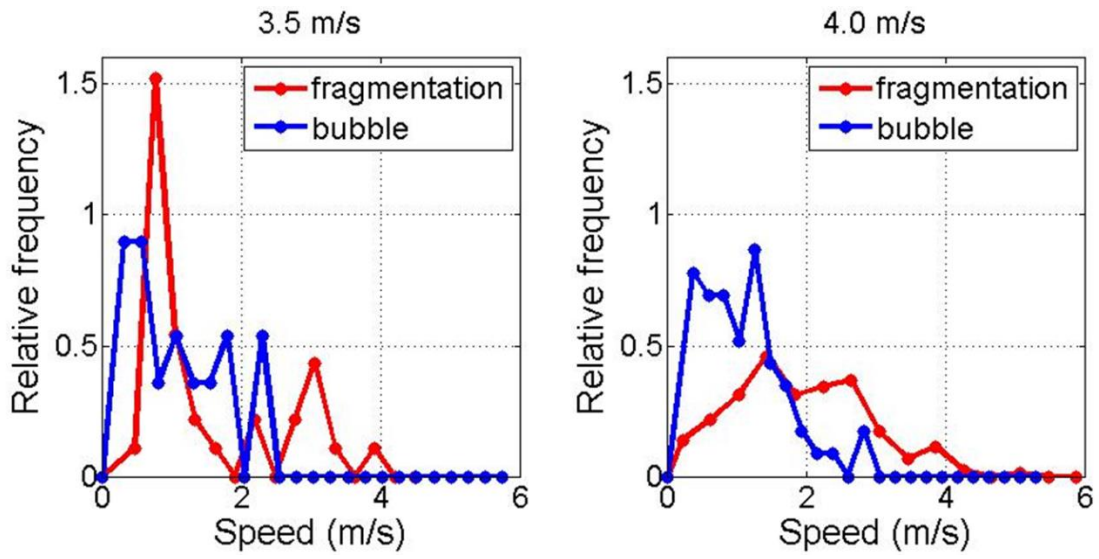 3.5 m/s
1.5
1
0.5
0
0
2
4
6
Relative frequency
Speed (m/s)
fragmentation
bubble
4.0 m/s
1.5
1
0.5
0
0
2
4
6
Relative frequency
Speed (m/s)
fragmentation
bubble